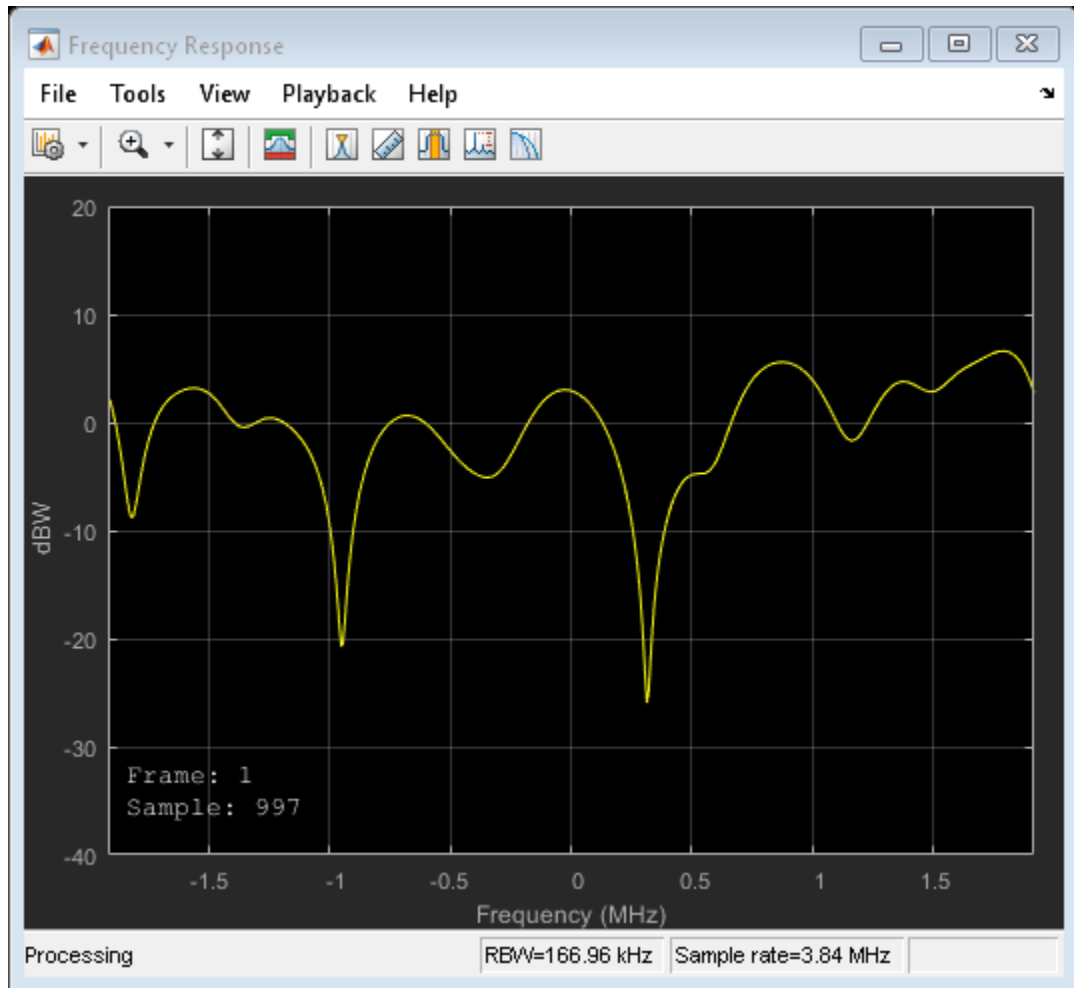 Frequency Response
File Tools View Playback Help
20
10
0
-10
-20
-30
-40
dBW
Frame: 1
Sample: 997
-1.5 -1 -0.5 0 0.5 1 1.5
Frequency (MHz)
Processing RBW=166.96 kHz Sample rate=3.84 MHz